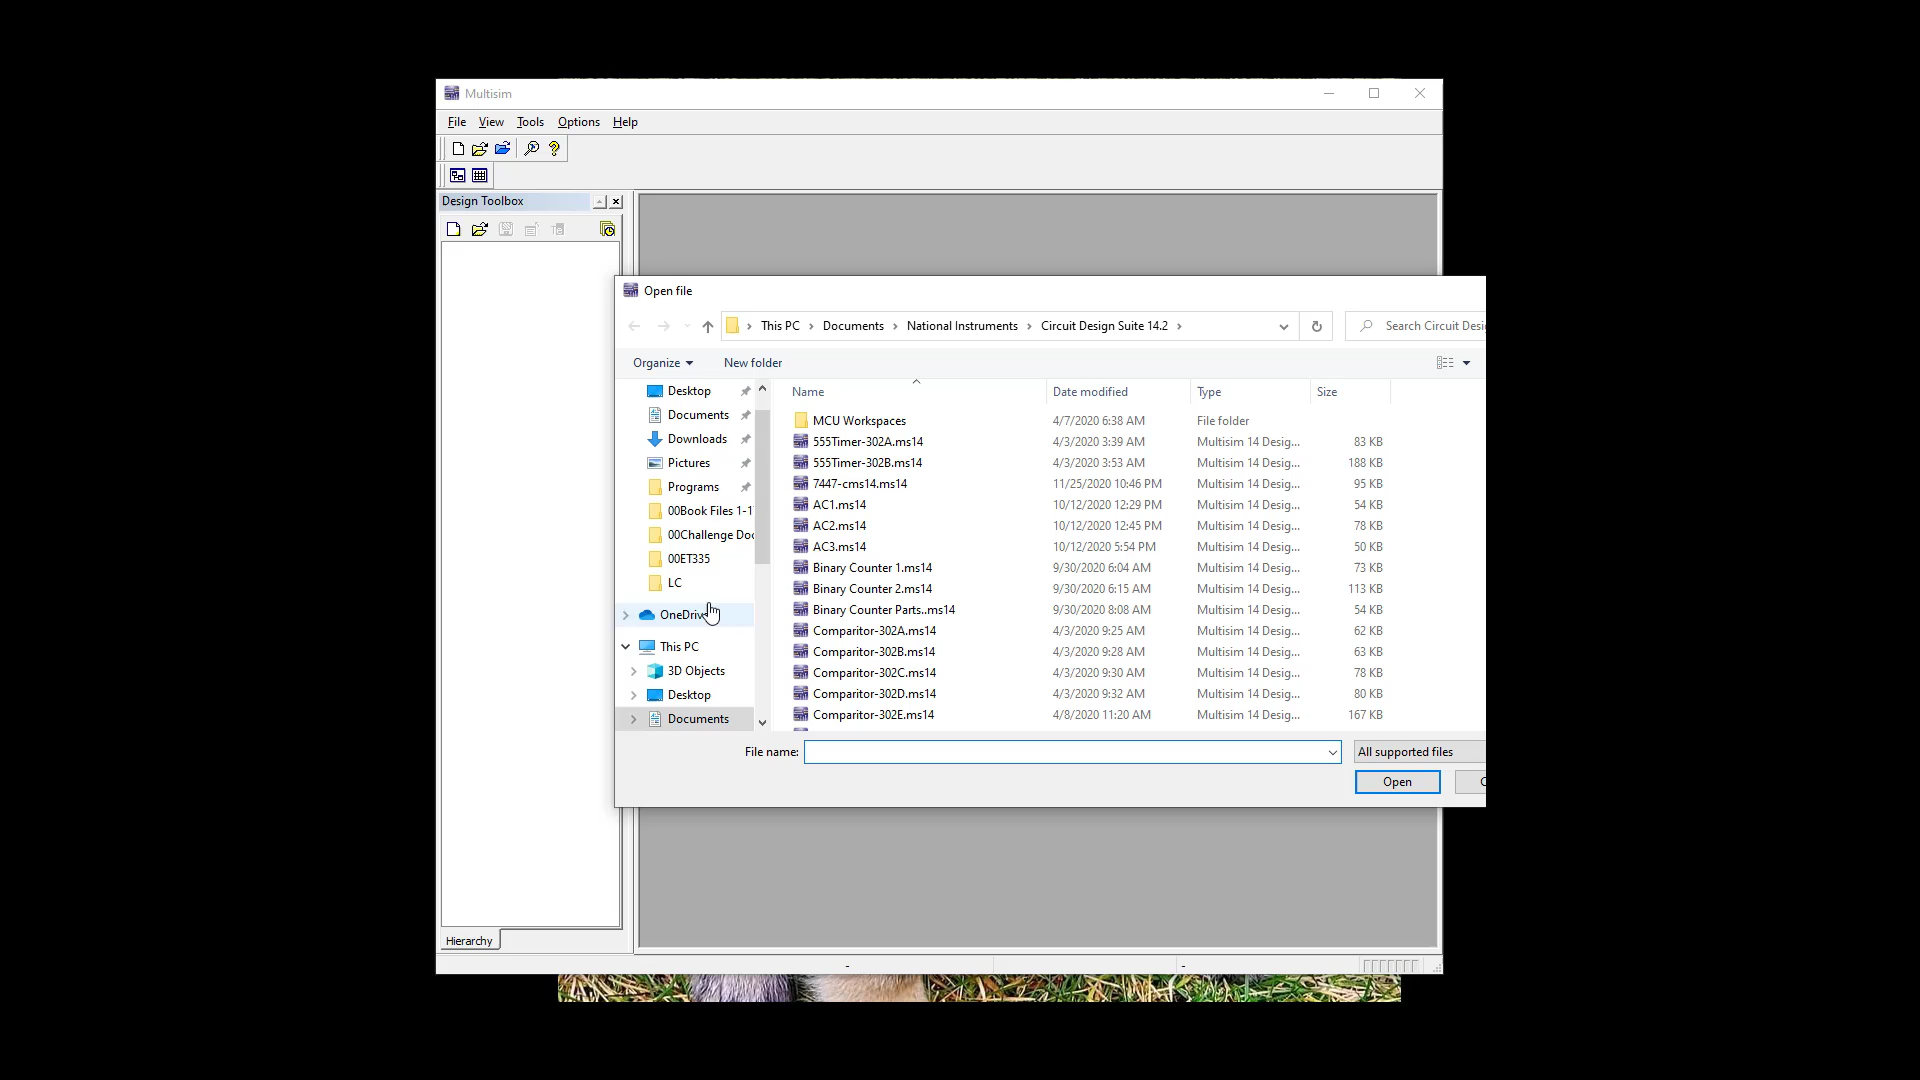 Multisim
File View Tools Options Help
Design Toolbox
Open file
This PC > Documents > National Instruments > Circuit Design Suite 14.2 >
Search Circuit Desi
Organize New folder
Name Date modified Type Size
Desktop
Documents
Downloads
Pictures
Programs
00Book Files 1-1
00Challenge Doc
00ET335
LC
OneDriv
This PC
3D Objects
Desktop
Documents
MCU Workspaces 4/7/2020 6:38 AM File folder
555Timer-302A.ms14 4/3/2020 3:39 AM Multisim 14 Desig... 83 KB
555Timer-302B.ms14 4/3/2020 3:53 AM Multisim 14 Desig... 188 KB
7447-cms14.ms14 11/25/2020 10:46 PM Multisim 14 Desig... 95 KB
AC1.ms14 10/12/2020 12:29 PM Multisim 14 Desig... 54 KB
AC2.ms14 10/12/2020 12:45 PM Multisim 14 Desig... 78 KB
AC3.ms14 10/12/2020 5:54 PM Multisim 14 Desig... 50 KB
Binary Counter 1.ms14 9/30/2020 6:04 AM Multisim 14 Desig... 73 KB
Binary Counter 2.ms14 9/30/2020 6:15 AM Multisim 14 Desig... 113 KB
Binary Counter Parts..ms14 9/30/2020 8:08 AM Multisim 14 Desig... 54 KB
Comparitor-302A.ms14 4/3/2020 9:25 AM Multisim 14 Desig... 62 KB
Comparitor-302B.ms14 4/3/2020 9:28 AM Multisim 14 Desig... 63 KB
Comparitor-302C.ms14 4/3/2020 9:30 AM Multisim 14 Desig... 78 KB
Comparitor-302D.ms14 4/3/2020 9:32 AM Multisim 14 Desig... 80 KB
Comparitor-302E.ms14 4/8/2020 11:20 AM Multisim 14 Desig... 167 KB
File name: All supported files
Open C
Hierarchy
- -